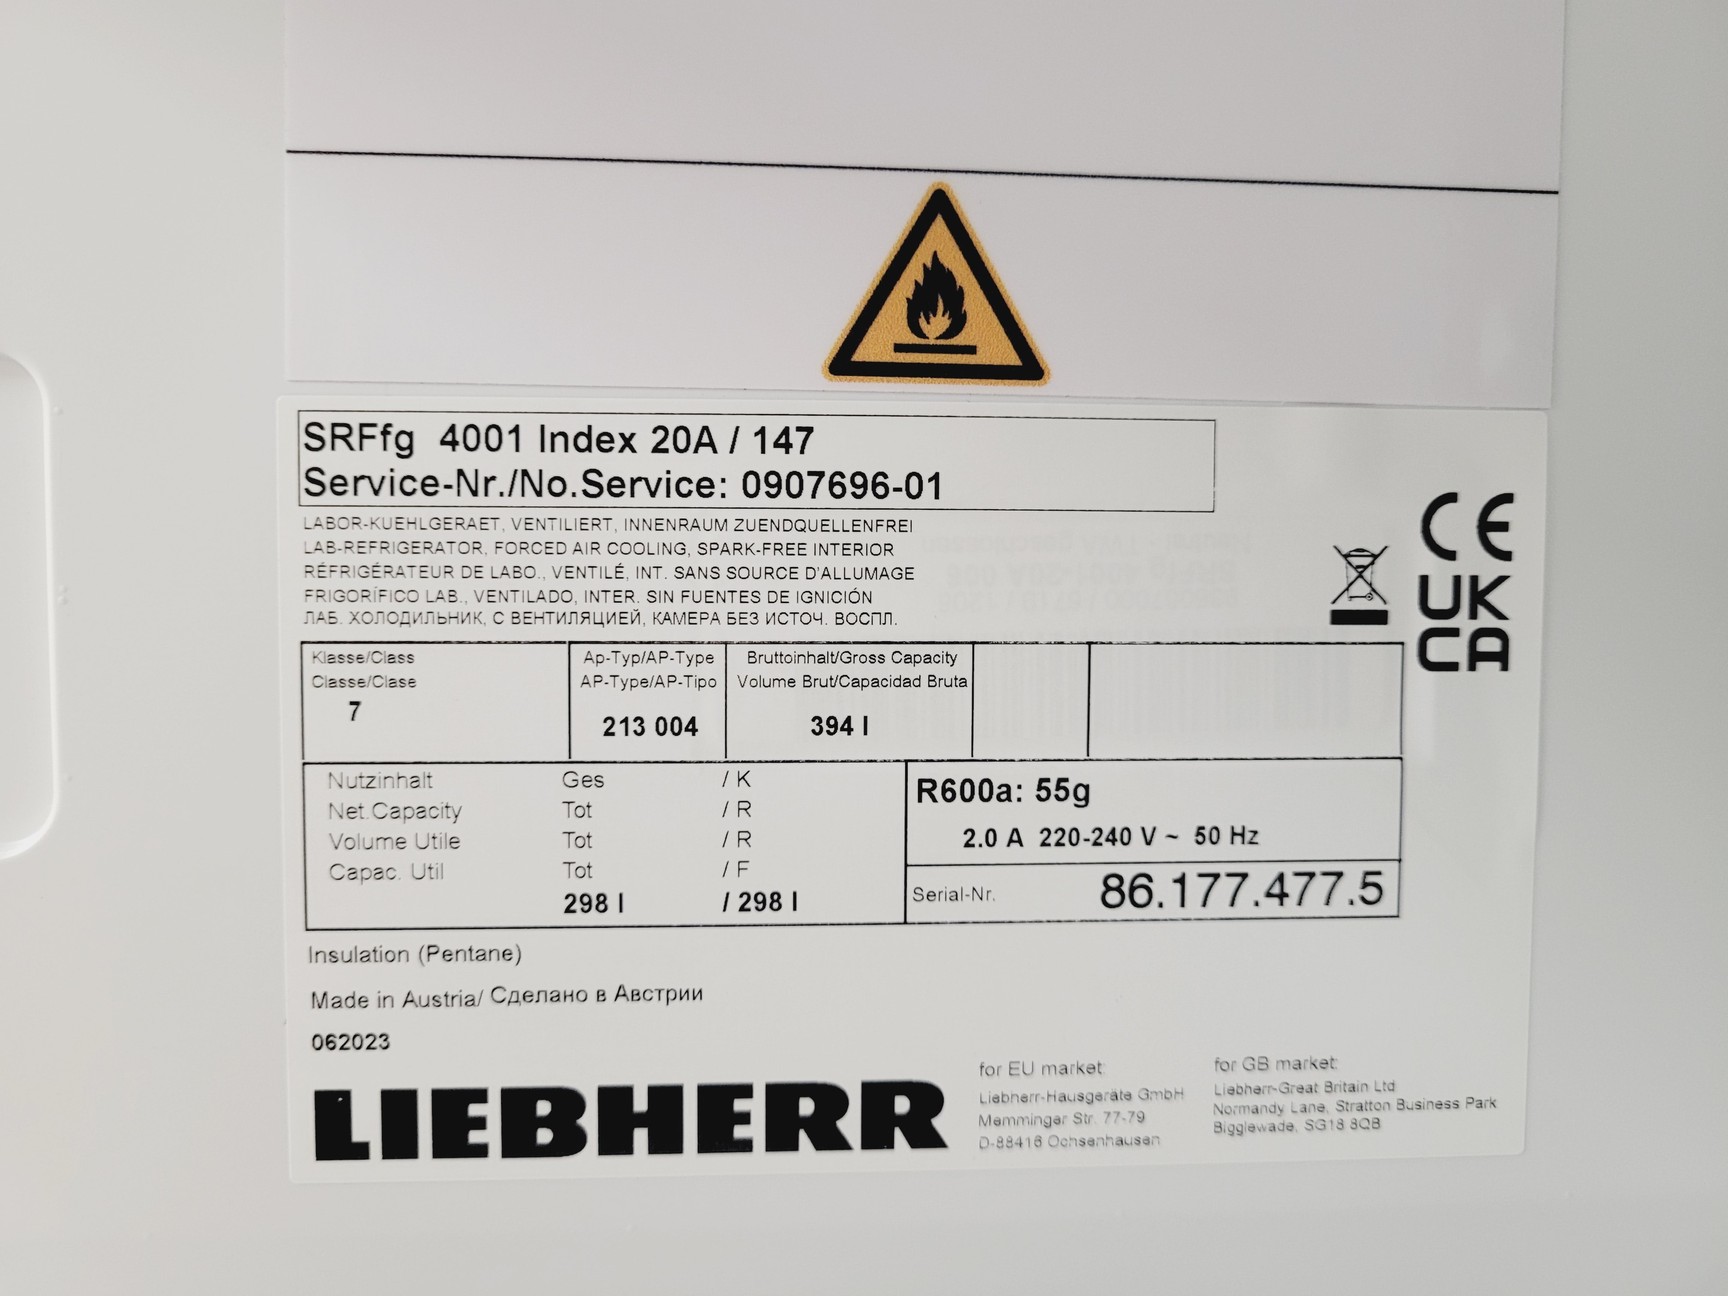 SRFfg 4001 Index 20A / 147
Service-Nr./No.Service: 0907696-01
LABOR-KUEHLGERAET, VENTILIERT, INNENRAUM ZUENDQUELLENFREI
LAB-REFRIGERATOR, FORCED AIR COOLING, SPARK-FREE INTERIOR
RÉFRIGÉRATEUR DE LABO., VENTILÉ, INT. SANS SOURCE D'ALLUMAGE
FRIGORÍFICO LAB., VENTILADO, INTER. SIN FUENTES DE IGNICIÓN
ЛАБ. ХОЛОДИЛЬНИК, С ВЕНТИЛЯЦИЕЙ, КАМЕРА БЕЗ ИСТОЧ. ВОСПЛ.
CE
UK
CA
Klasse/Class
Classe/Clase
7
Ap-Typ/AP-Type
AP-Type/AP-Tipo
213 004
Bruttoinhalt/Gross Capacity
Volume Brut/Capacidad Bruta
394 l
Nutzinhalt Ges / K
Net.Capacity Tot / R
Volume Utile Tot / R
Capac. Util Tot / F
298 l / 298 l
R600a: 55g
2.0 A 220-240 V ~ 50 Hz
Serial-Nr. 86.177.477.5
Insulation (Pentane)
Made in Austria/ Сделано в Австрии
062023
LIEBHERR
for EU market:
Liebherr-Hausgeräte GmbH
Memminger Str. 77-79
D-88416 Ochsenhausen
for GB market:
Liebherr-Great Britain Ltd
Normandy Lane, Stratton Business Park
Bigglewade, SG18 8QB